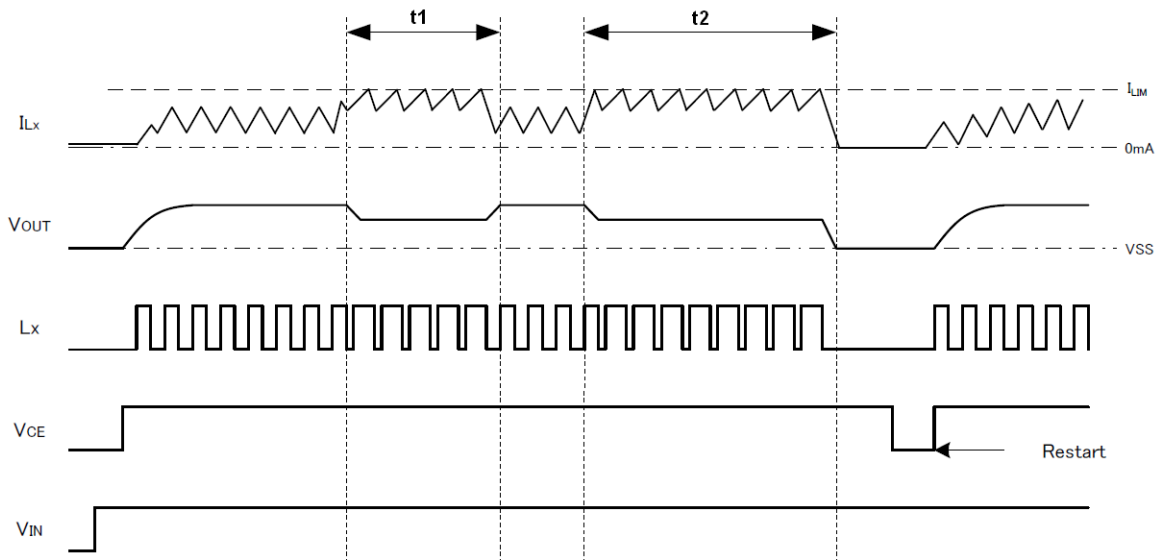 t1
t2
ILx
ILIM
0mA
VOUT
VSS
Lx
VCE
Restart
VIN